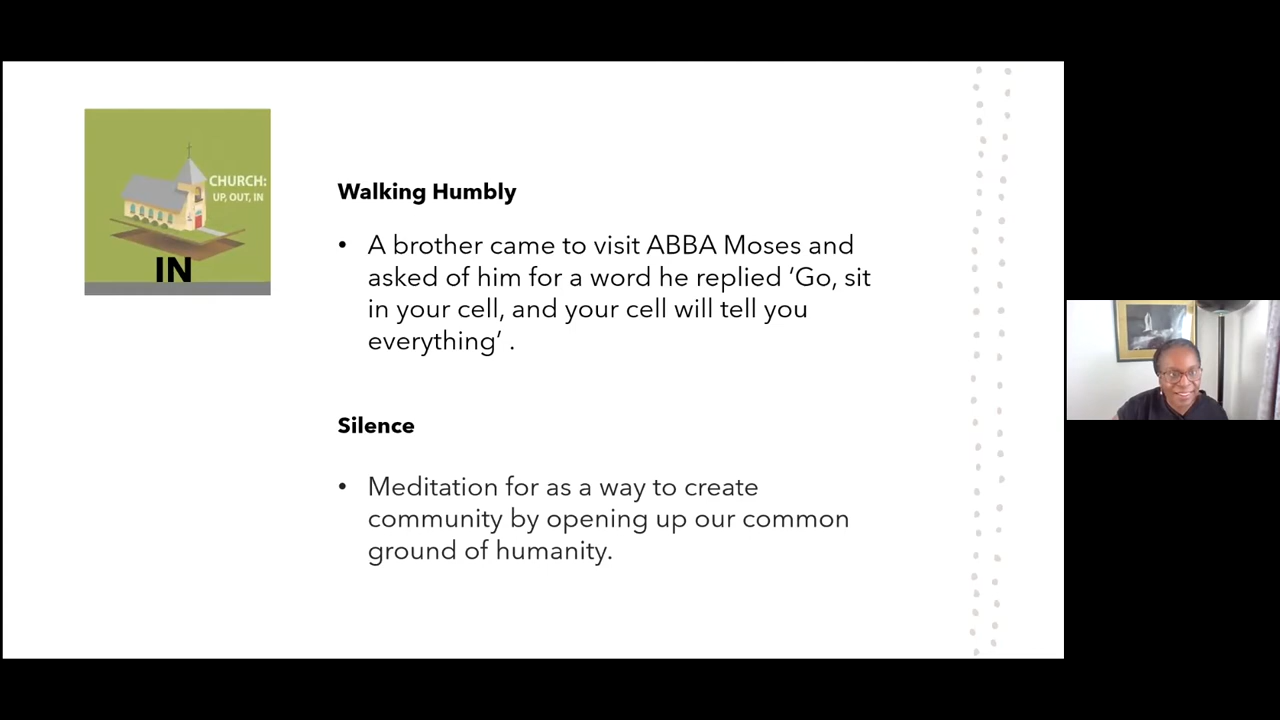 CHURCH:
UP, OUT, IN
IN
Walking Humbly
• A brother came to visit ABBA Moses and
asked of him for a word he replied ‘Go, sit
in your cell, and your cell will tell you
everything’ .
Silence
• Meditation for as a way to create
community by opening up our common
ground of humanity.